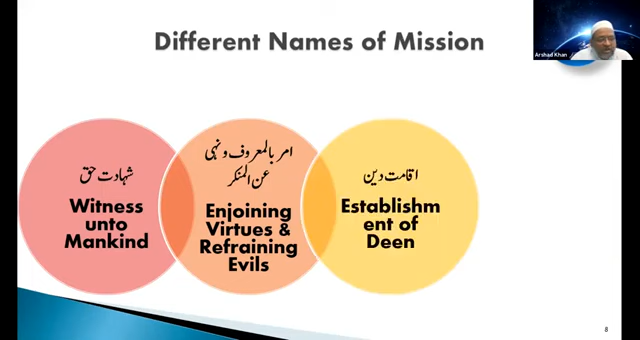 Different Names of Mission
Arshad Khan
شہادت حق
Witness
unto
Mankind
امر بالمعروف و نہی
عن المنکر
Enjoining
Virtues &
Refraining
Evils
اقامت دین
Establishm
ent of
Deen
8